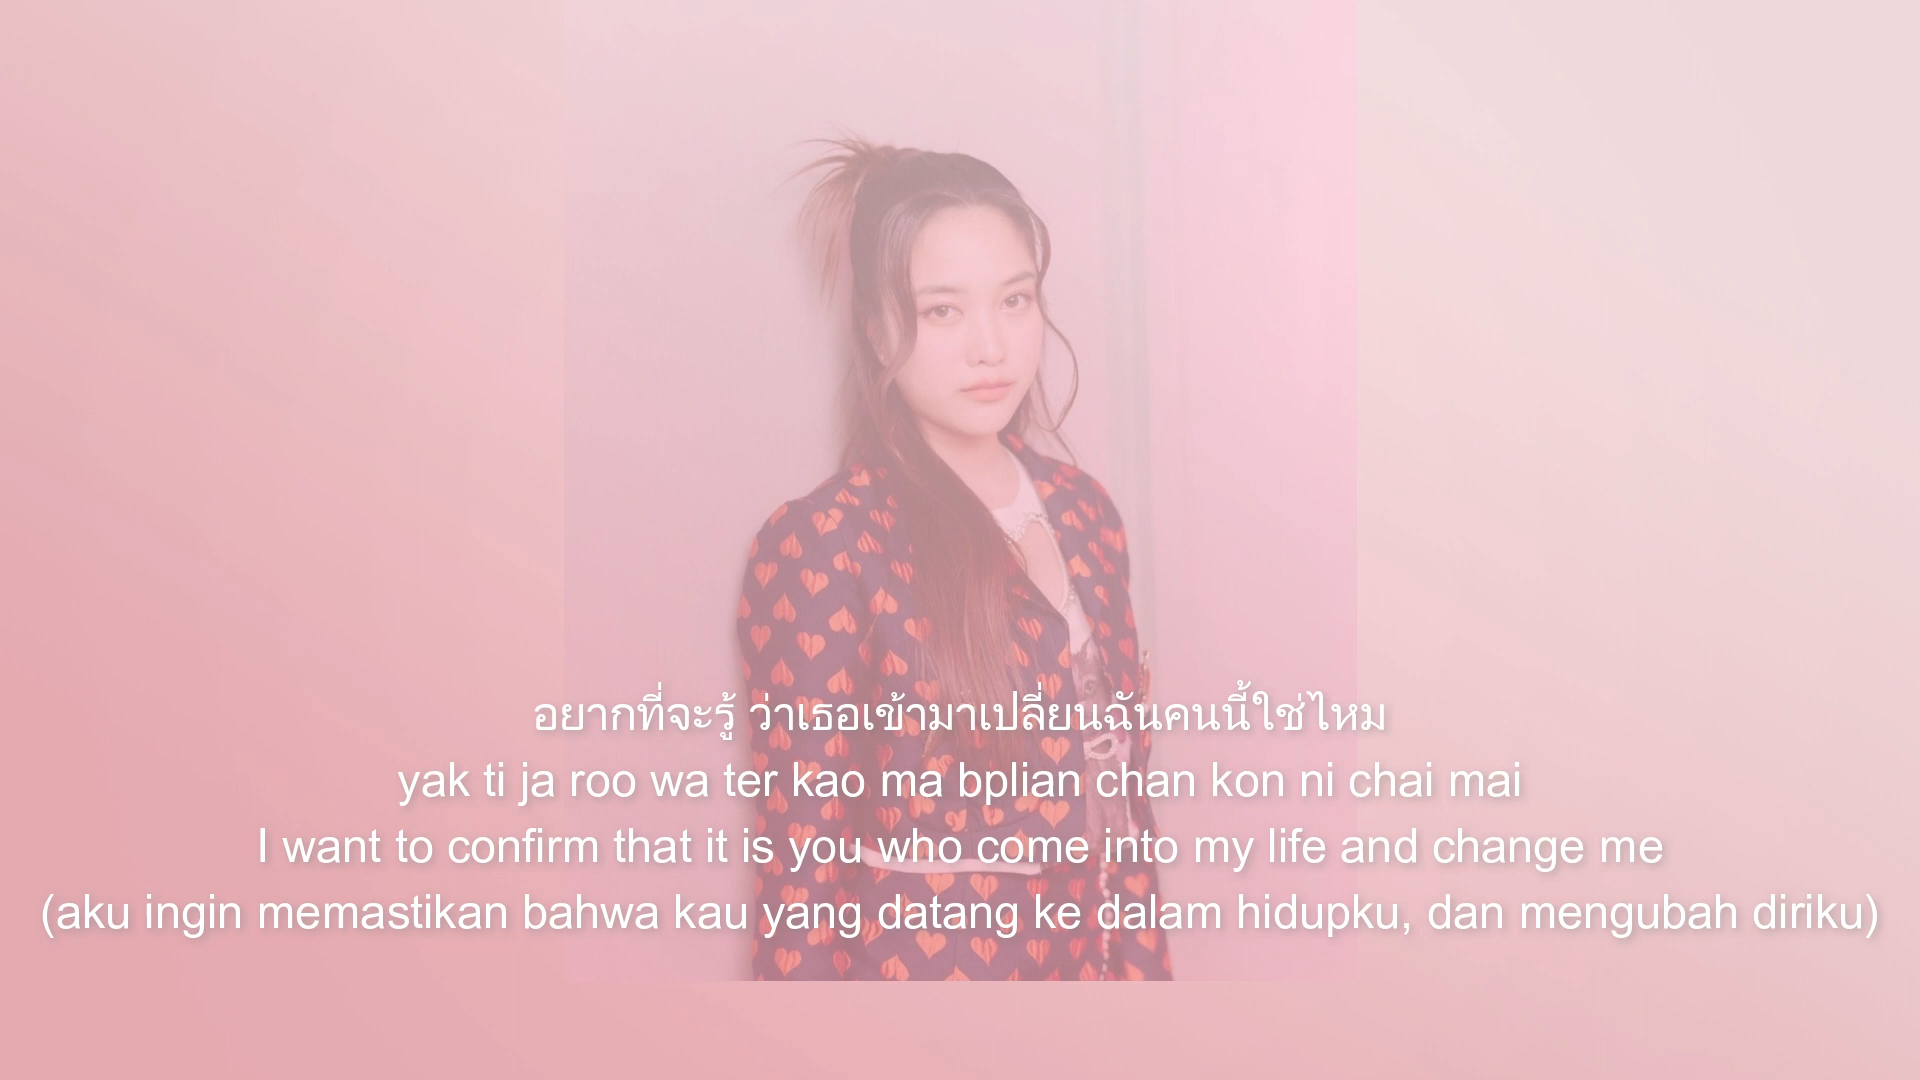 อยากที่จะรู้ ว่าเธอเข้ามาเปลี่ยนฉันคนนี้ใช่ไหม
yak ti ja roo wa ter kao ma bplian chan kon ni chai mai
I want to confirm that it is you who come into my life and change me
(aku ingin memastikan bahwa kau yang datang ke dalam hidupku, dan mengubah diriku)